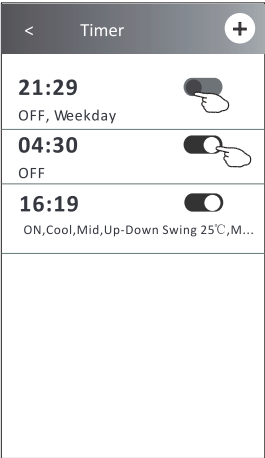 < Timer +
21:29
OFF, Weekday
04:30
OFF
16:19
ON,Cool,Mid,Up-Down Swing 25℃,M...